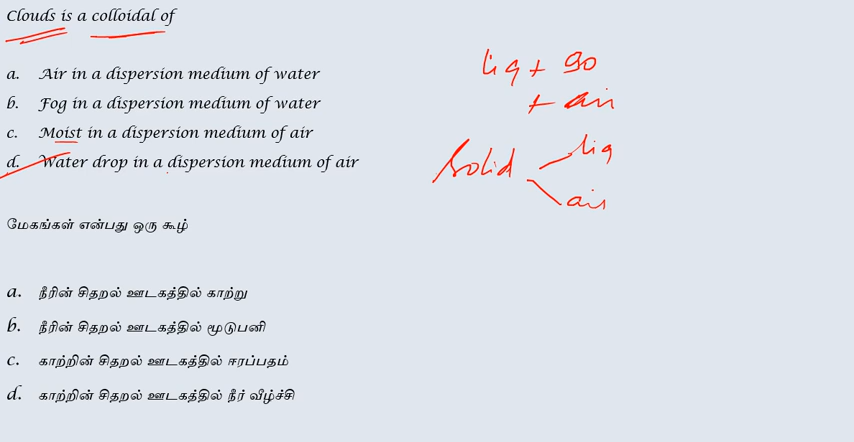 Clouds is a colloidal of
a. Air in a dispersion medium of water
b. Fog in a dispersion medium of water
c. Moist in a dispersion medium of air
d. Water drop in a dispersion medium of air
liq +
+ air
solid
liq
air
மேகங்கள் என்பது ஒரு கூழ்
a. நீரின் சிதறல் ஊடகத்தில் காற்று
b. நீரின் சிதறல் ஊடகத்தில் மூடுபனி
c. காற்றின் சிதறல் ஊடகத்தில் ஈரப்பதம்
d. காற்றின் சிதறல் ஊடகத்தில் நீர் வீழ்ச்சி